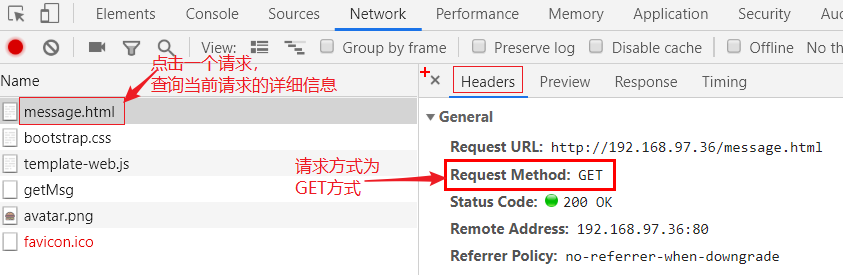 Elements Console Sources Network Performance Memory Application Security Au
View: Group by frame Preserve log Disable cache Offline No th
Name
点击一个请求，
查询当前请求的详细信息
message.html
bootstrap.css
template-web.js
getMsg
avatar.png
favicon.ico
请求方式为
GET方式
Headers Preview Response Timing
General
Request URL: http://192.168.97.36/message.html
Request Method: GET
Status Code: 200 OK
Remote Address: 192.168.97.36:80
Referrer Policy: no-referrer-when-downgrade